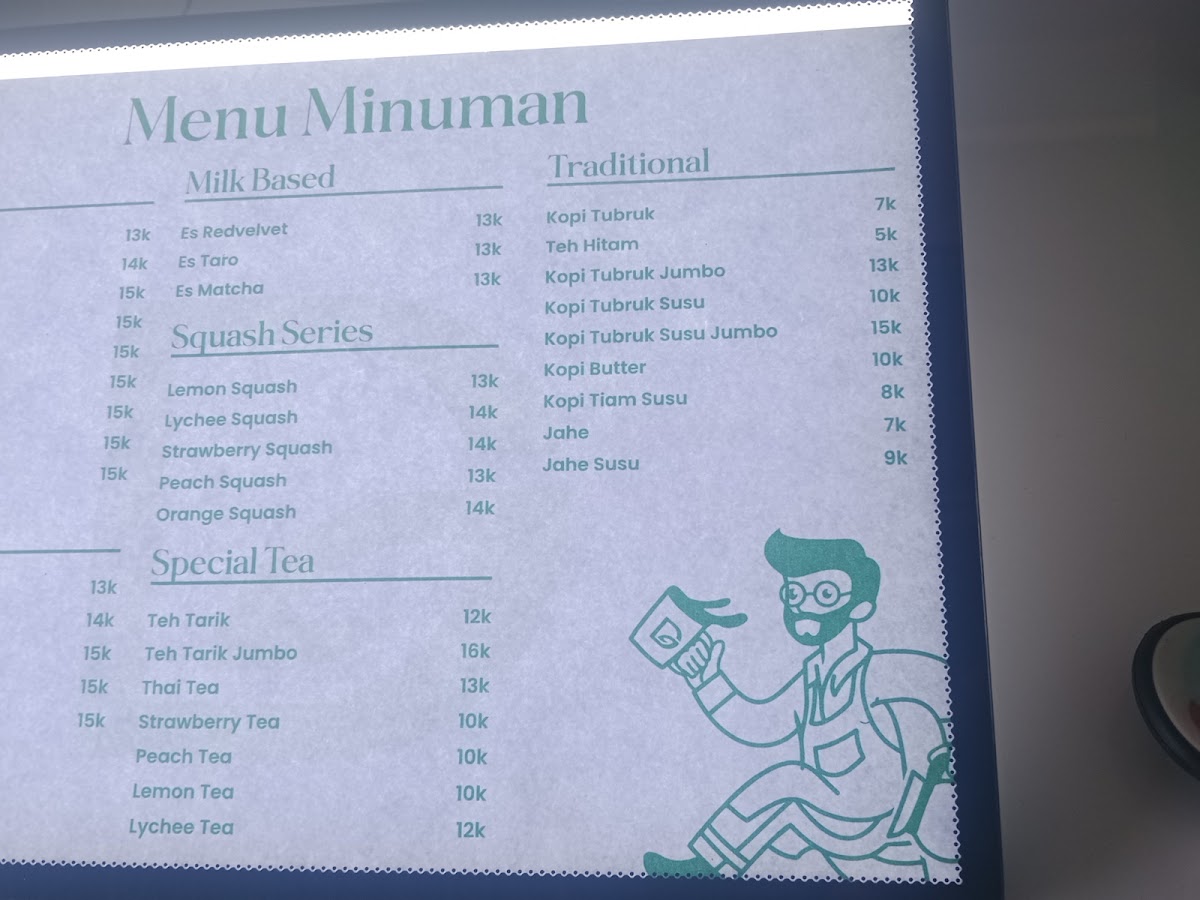 Menu Minuman
13k
14k
15k
15k
15k
15k
15k
15k
15k
13k
14k
15k
15k
15k
Milk Based
Es Redvelvet 13k
Es Taro 13k
Es Matcha 13k
Squash Series
Lemon Squash 13k
Lychee Squash 14k
Strawberry Squash 14k
Peach Squash 13k
Orange Squash 14k
Special Tea
Teh Tarik 12k
Teh Tarik Jumbo 16k
Thai Tea 13k
Strawberry Tea 10k
Peach Tea 10k
Lemon Tea 10k
Lychee Tea 12k
Traditional
Kopi Tubruk 7k
Teh Hitam 5k
Kopi Tubruk Jumbo 13k
Kopi Tubruk Susu 10k
Kopi Tubruk Susu Jumbo 15k
Kopi Butter 10k
Kopi Tiam Susu 8k
Jahe 7k
Jahe Susu 9k